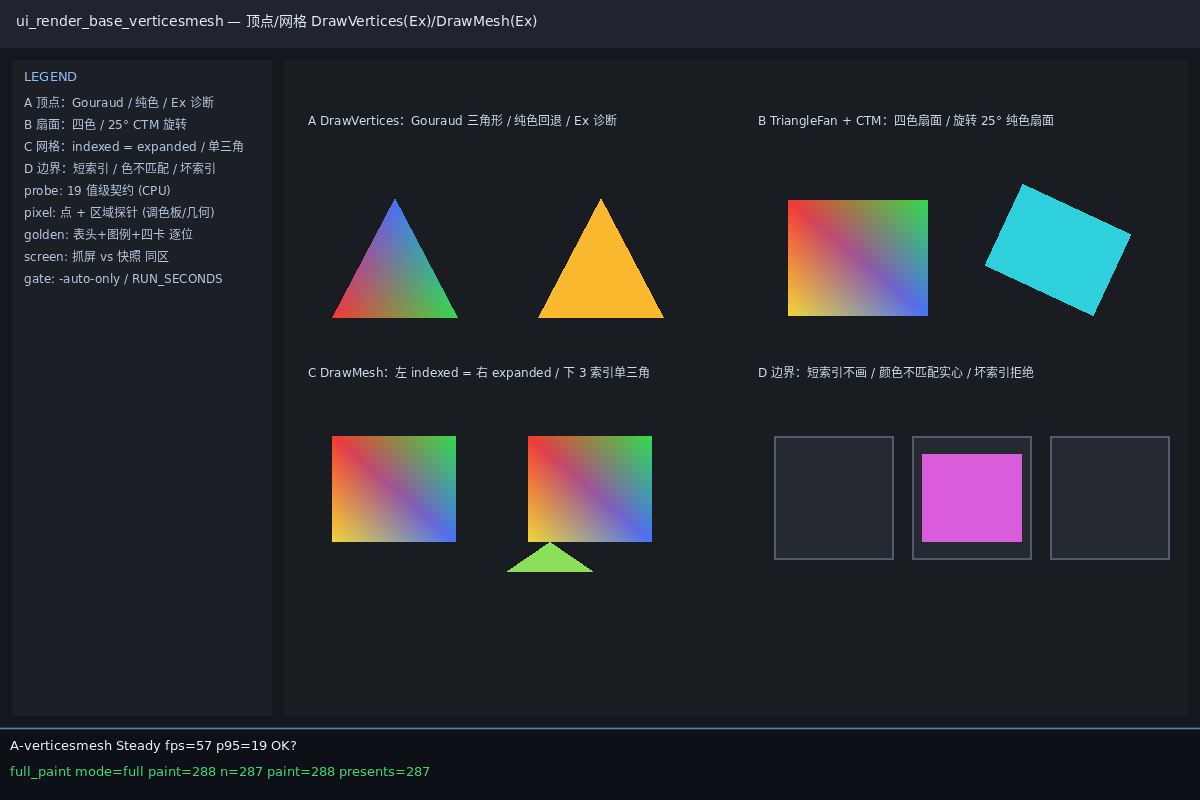 ui_render_base_verticesmesh — 顶点/网格 DrawVertices(Ex)/DrawMesh(Ex)
LEGEND
A 顶点：Gouraud / 纯色 / Ex 诊断
B 扇面：四色 / 25° CTM 旋转
C 网格：indexed = expanded / 单三角
D 边界：短索引 / 色不匹配 / 坏索引
probe: 19 值级契约 (CPU)
pixel: 点 + 区域探针 (调色板/几何)
golden: 表头+图例+四卡 逐位
screen: 抓屏 vs 快照 同区
gate: -auto-only / RUN_SECONDS
A DrawVertices：Gouraud 三角形 / 纯色回退 / Ex 诊断
B TriangleFan + CTM：四色扇面 / 旋转 25° 纯色扇面
C DrawMesh：左 indexed = 右 expanded / 下 3 索引单三角
D 边界：短索引不画 / 颜色不匹配实心 / 坏索引拒绝
A-verticesmesh Steady fps=57 p95=19 OK?
full_paint mode=full paint=288 n=287 paint=288 presents=287